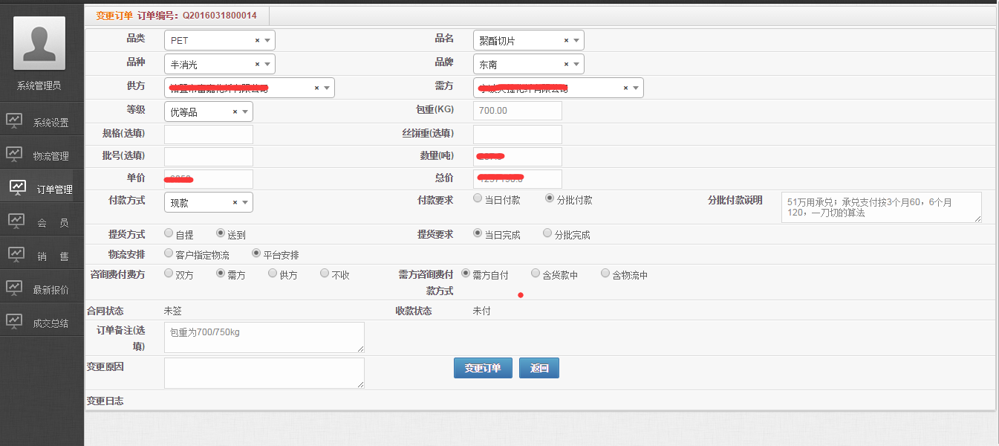 变更订单 订单编号：Q2016031800014
系统管理员
系统设置
物流管理
订单管理
会 员
销 售
最新报价
成交总结
品类 PET × 品名 聚酯切片 ×
品种 半消光 × 品牌 东南 ×
供方 × 需方 ×
等级 优等品 × 包重(KG) 700.00
规格(选填) 丝饼重(选填)
批号(选填) 数量(吨)
单价 总价
付款方式 现款 × 付款要求 当日付款 分批付款 分批付款说明 51万用承兑；承兑支付按3个月60，6个月
120，一刀切的算法
提货方式 自提 送到 提货要求 当日完成 分批完成
物流安排 客户指定物流 平台安排
咨询费付费方 双方 需方 供方 不收 需方咨询费付 需方自付 含货款中 含物流中
款方式
合同状态 未签 收款状态 未付
订单备注(选 包重为700/750kg
填)
变更原因 变更订单 返回
变更日志